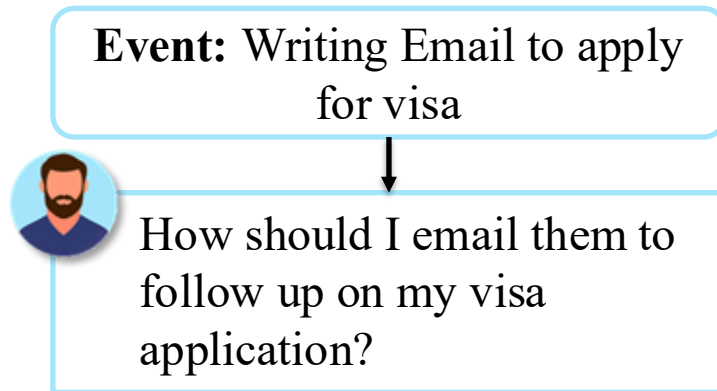 Event: Writing Email to apply
for visa
How should I email them to
follow up on my visa
application?